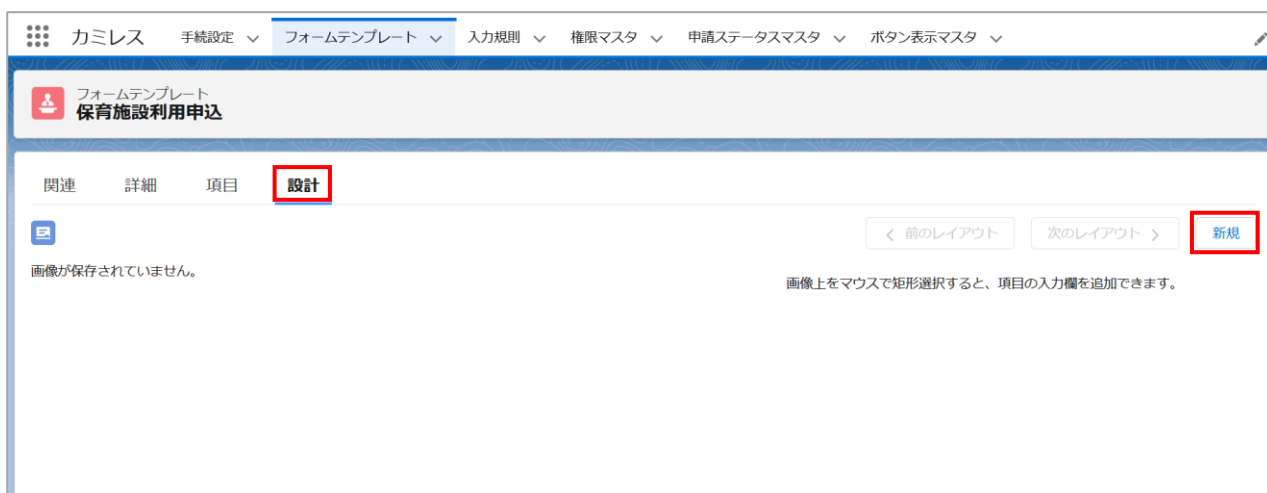 カミレス 手続設定 フォームテンプレート 入力規則 権限マスタ 申請ステータスマスタ ボタン表示マスタ
フォームテンプレート
保育施設利用申込
関連 詳細 項目 設計
前のレイアウト 次のレイアウト 新規
画像が保存されていません。
画像上をマウスで矩形選択すると、項目の入力欄を追加できます。